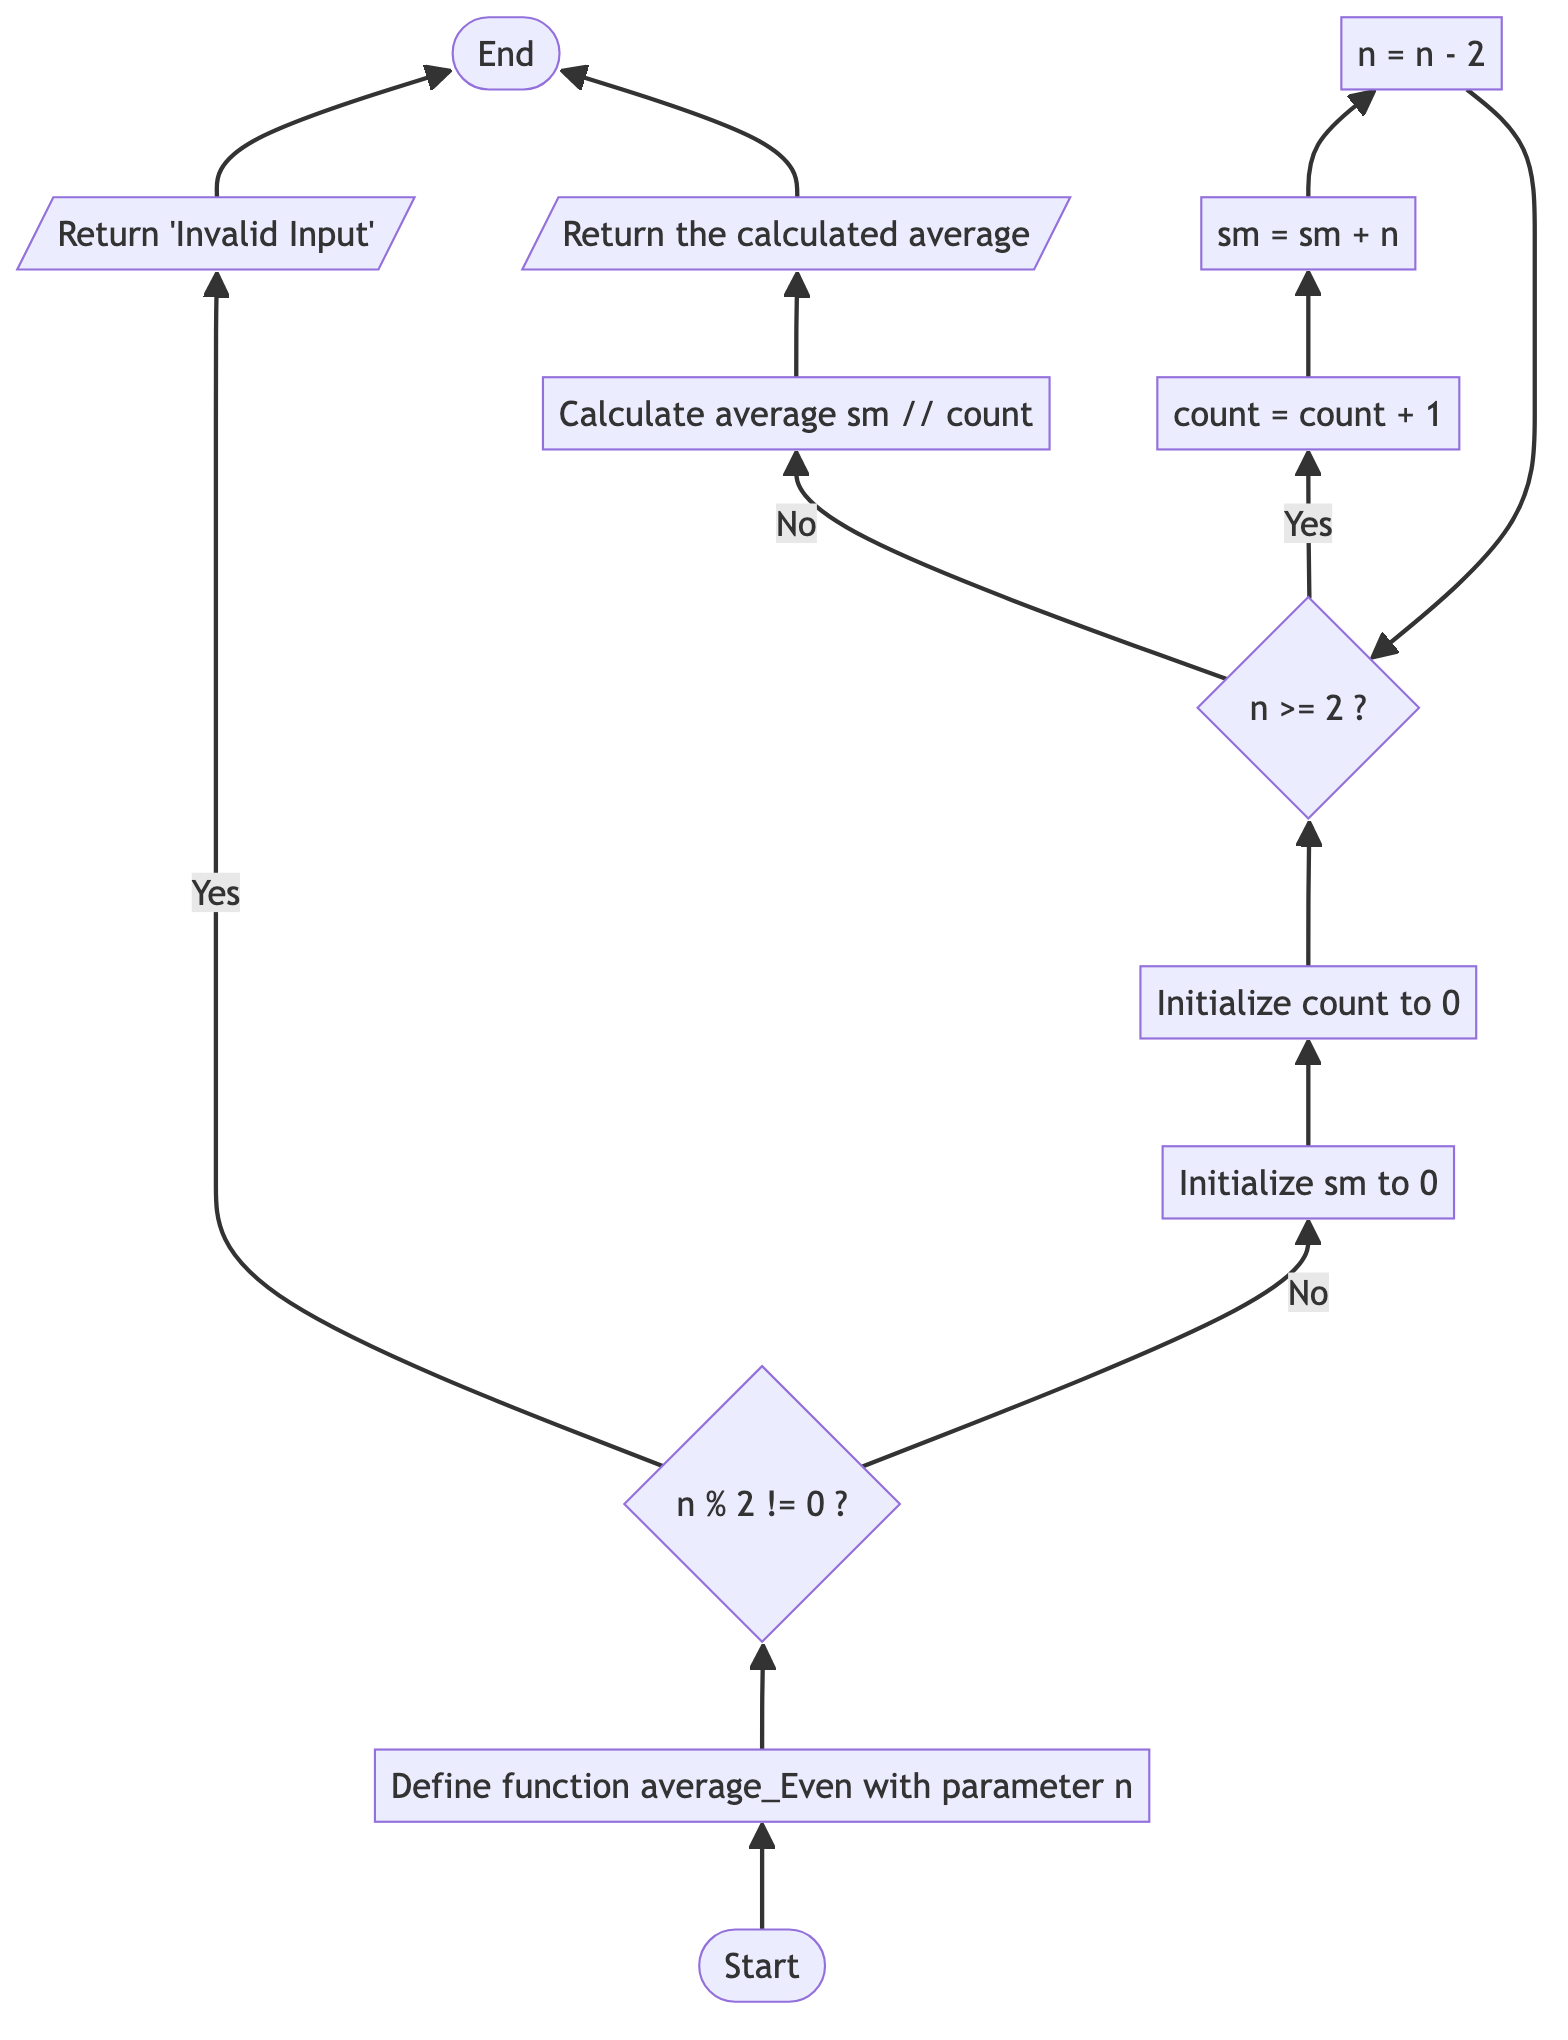 End
n = n - 2
Return 'Invalid Input'
Return the calculated average
sm = sm + n
Calculate average sm // count
count = count + 1
No
Yes
n >= 2 ?
Yes
Initialize count to 0
Initialize sm to 0
No
n % 2 != 0 ?
Define function average_Even with parameter n
Start